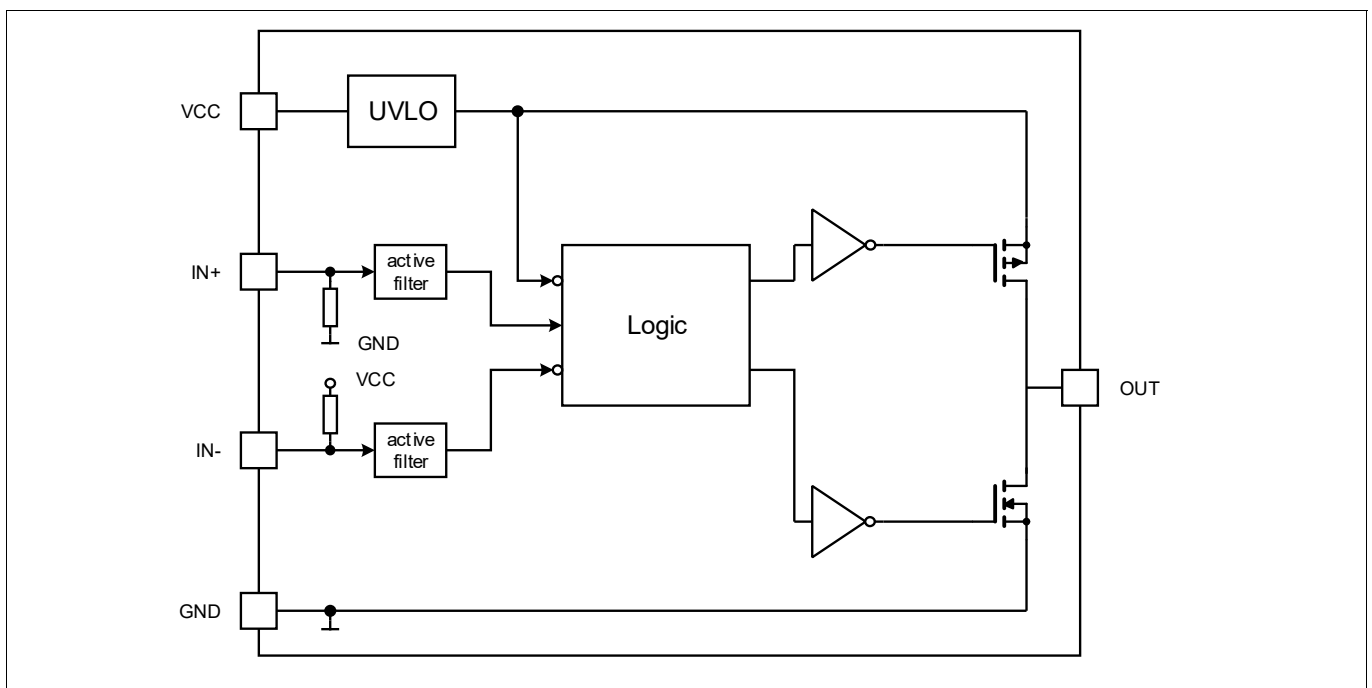 VCC
UVLO
IN+
active
filter
GND
Logic
VCC
OUT
IN-
active
filter
GND